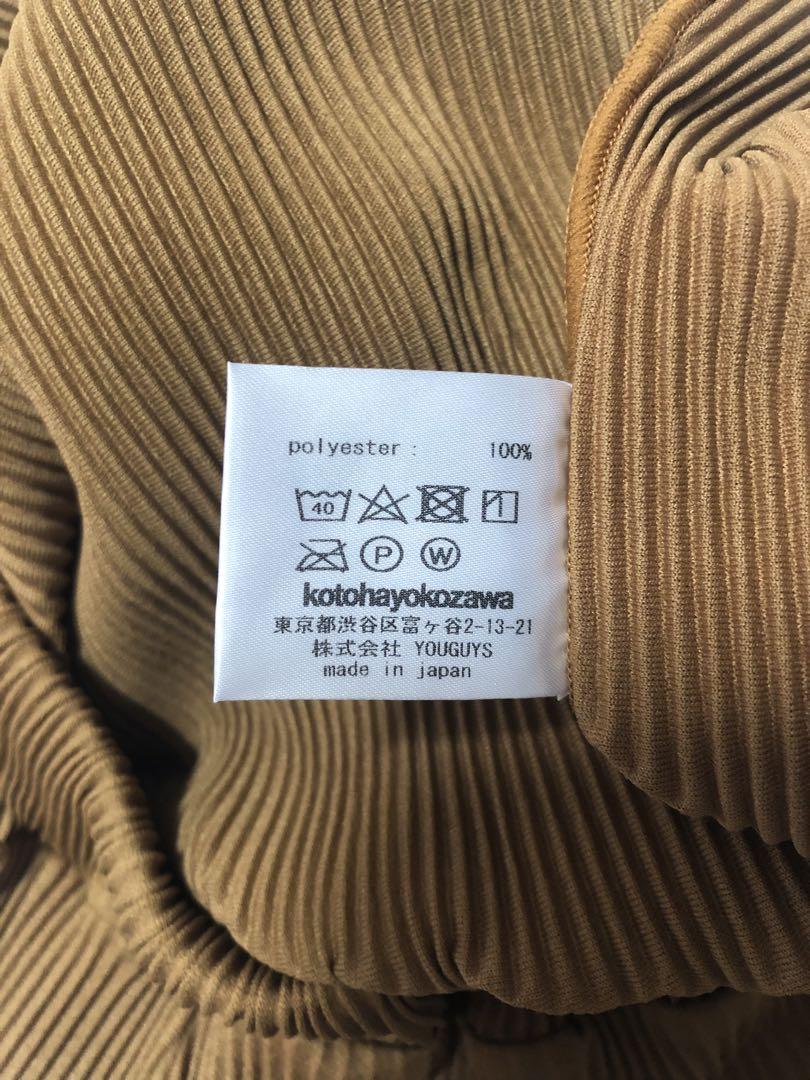 polyester : 100%
40
P W
kotohayokozawa
東京都渋谷区富ヶ谷2-13-21
株式会社 YOUGUYS
made in japan